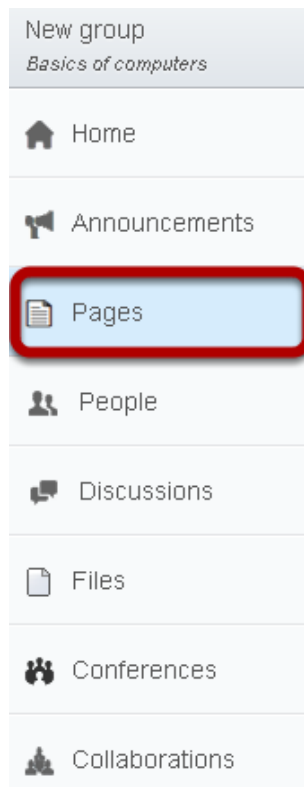 New group
Basics of computers
Home
Announcements
Pages
People
Discussions
Files
Conferences
Collaborations